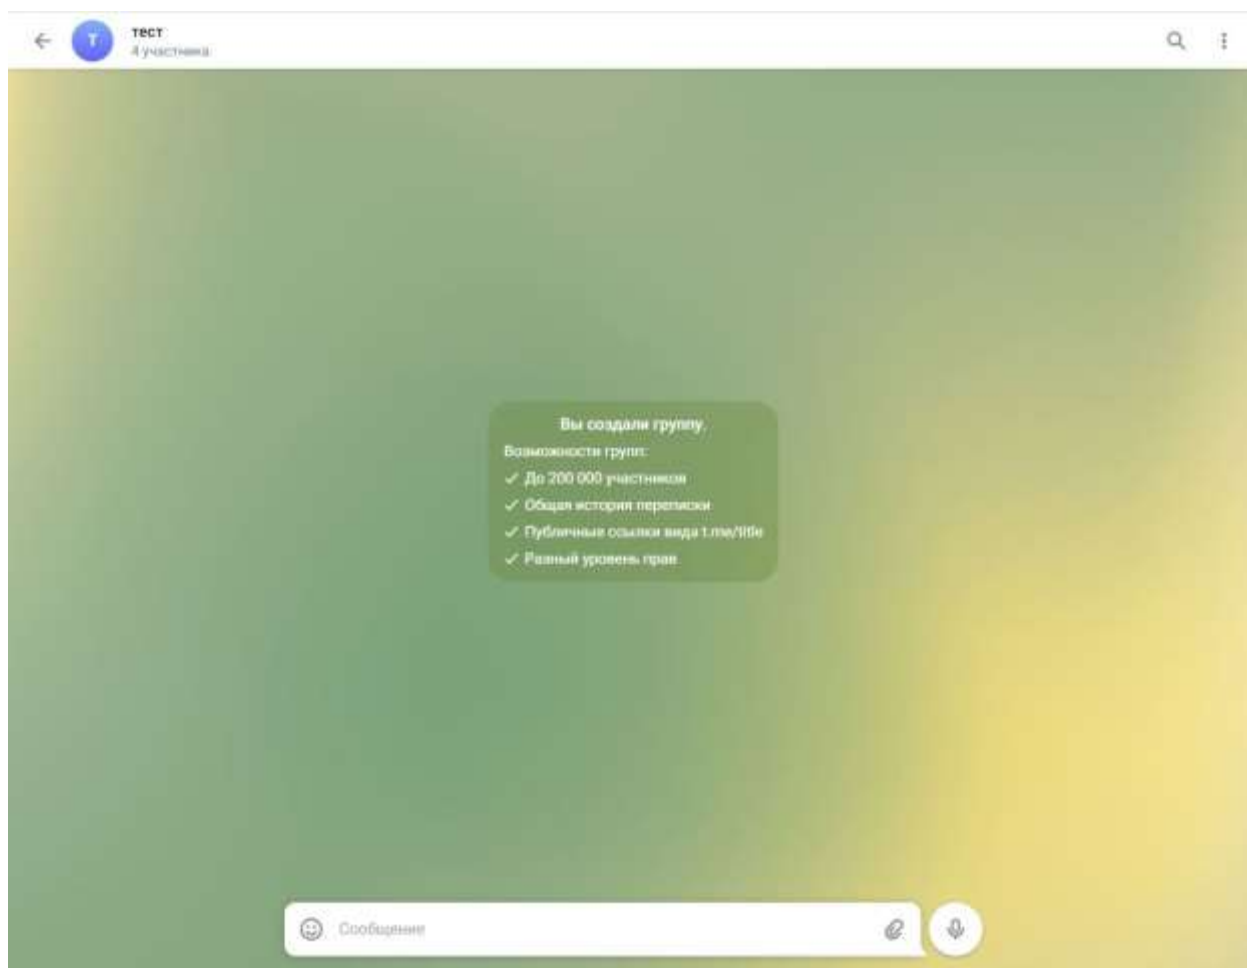 Т
тест
4 участника
Вы создали группу.
Возможности групп:
До 200 000 участников
Общая история переписки
Публичные ссылки вида t.me/title
Разный уровень прав
Сообщение